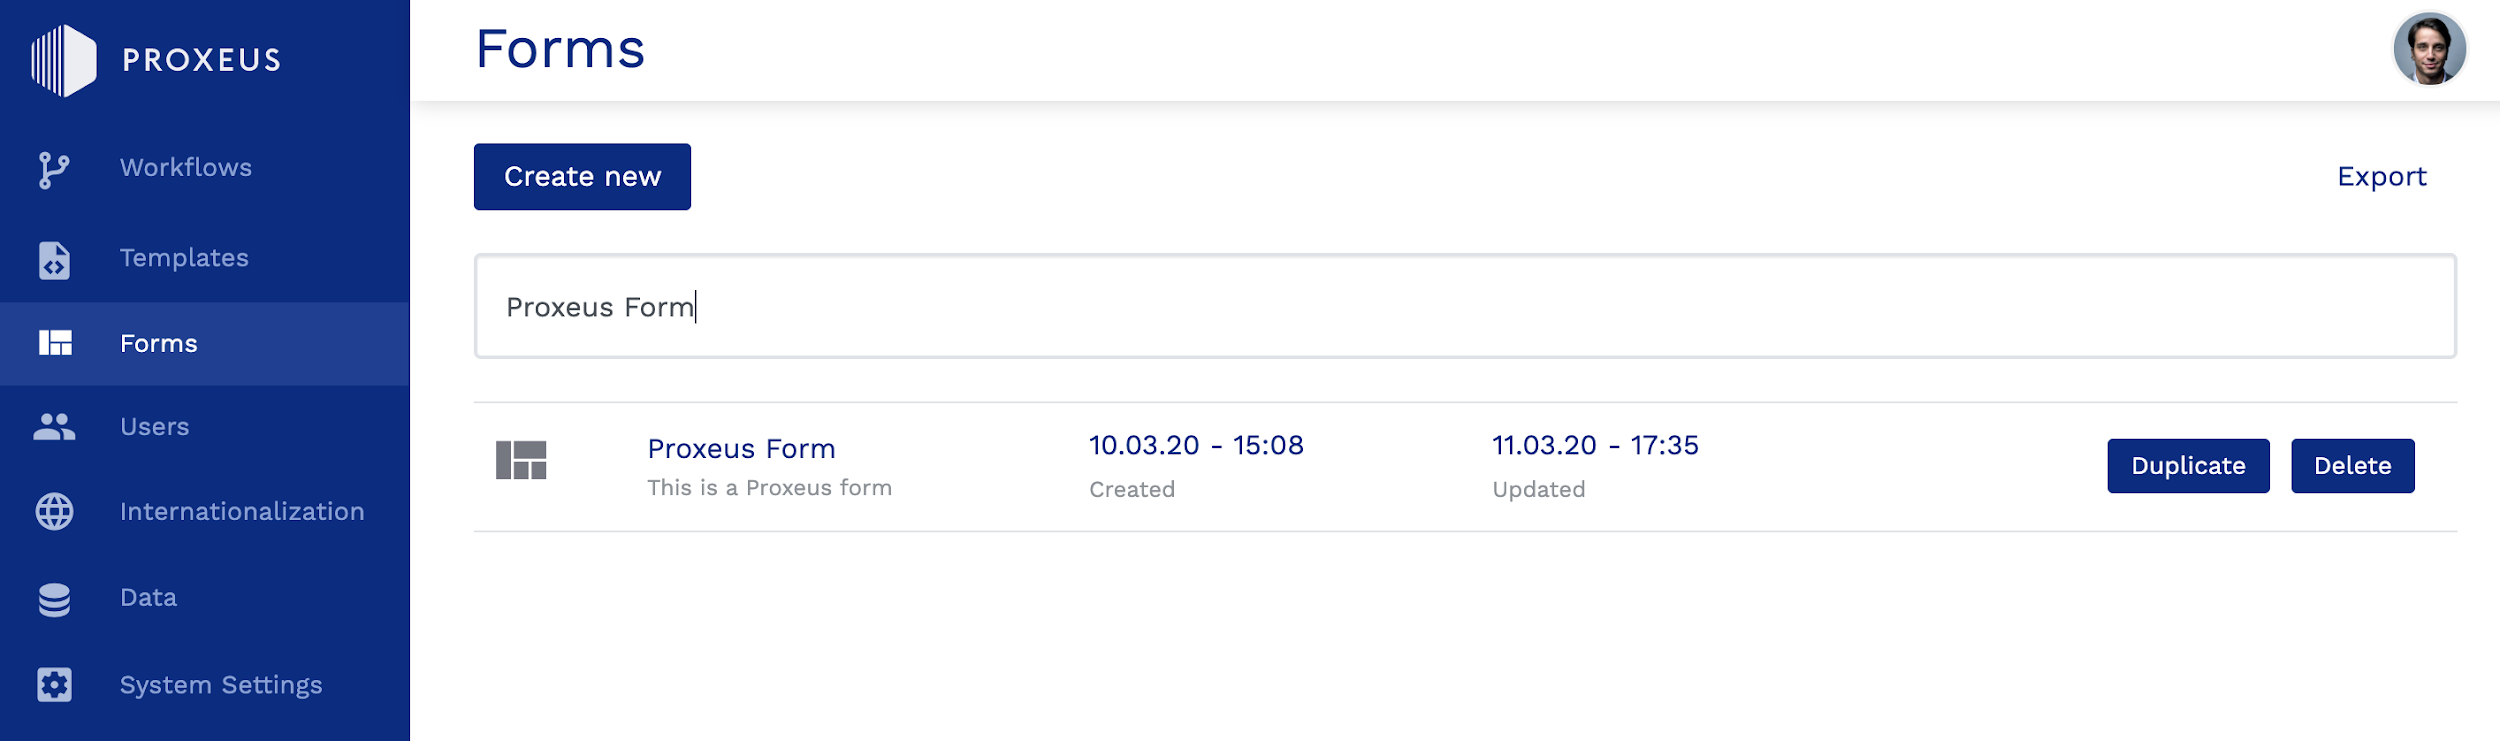 PROXEUS
Workflows
Templates
Forms
Users
Internationalization
Data
System Settings
Forms
Create new
Export
Proxeus Form
Proxeus Form
This is a Proxeus form
10.03.20 - 15:08
Created
11.03.20 - 17:35
Updated
Duplicate
Delete